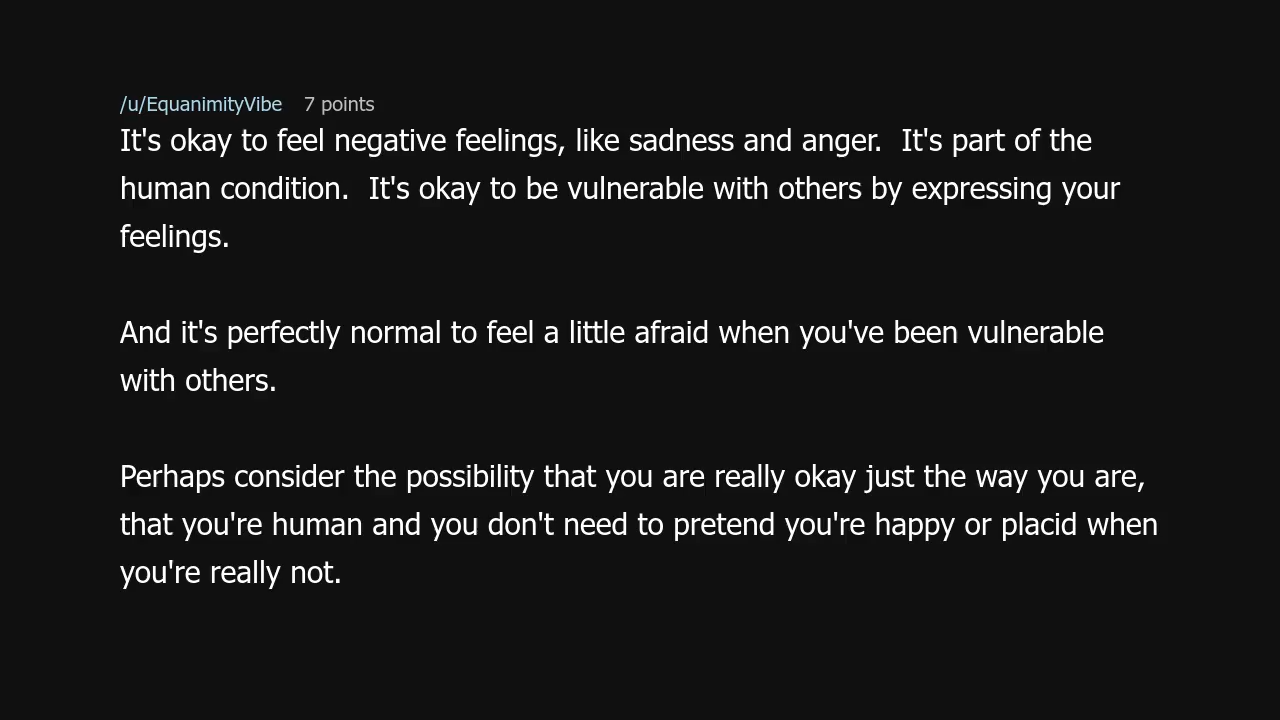 /u/EquanimityVibe 7 points
It's okay to feel negative feelings, like sadness and anger.  It's part of the
human condition.  It's okay to be vulnerable with others by expressing your
feelings.
And it's perfectly normal to feel a little afraid when you've been vulnerable
with others.
Perhaps consider the possibility that you are really okay just the way you are,
that you're human and you don't need to pretend you're happy or placid when
you're really not.